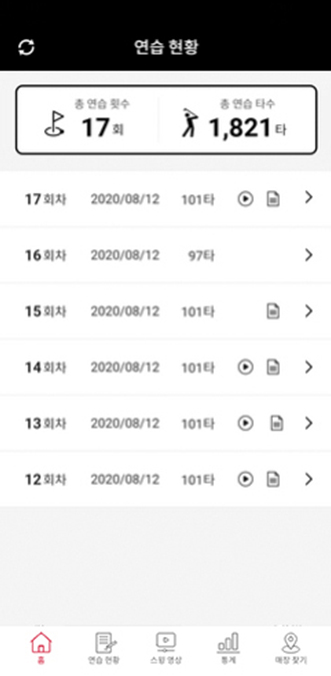 연습 현황
총 연습 횟수
17회
총 연습 타수
1,821타
17회차 2020/08/12 101타
16회차 2020/08/12 97타
15회차 2020/08/12 101타
14회차 2020/08/12 101타
13회차 2020/08/12 101타
12회차 2020/08/12 101타
홈 연습 현황 스윙 영상 통계 매장 찾기